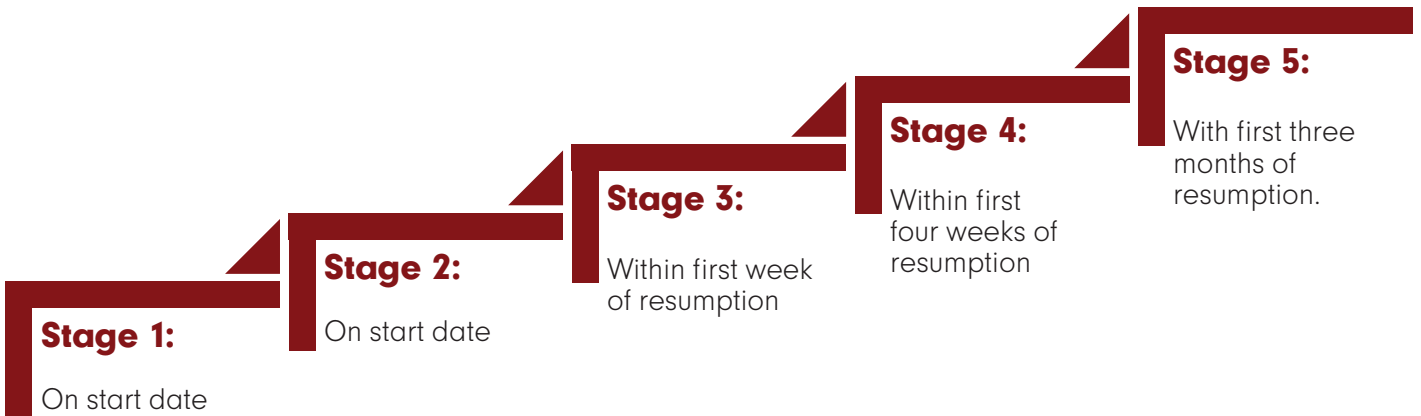 Stage 1:
On start date
Stage 2:
On start date
Stage 3:
Within first week
of resumption
Stage 4:
Within first
four weeks of
resumption
Stage 5:
With first three
months of
resumption.